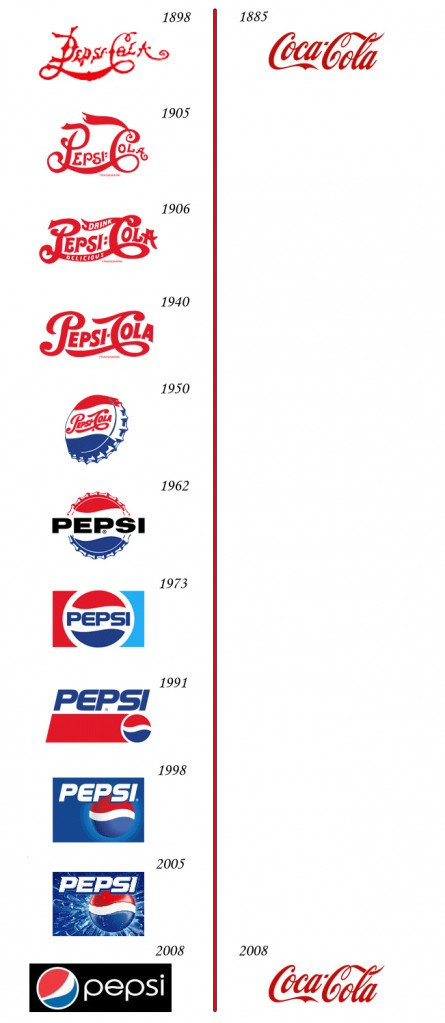 1898
1885
Pepsi-Cola
Coca-Cola
1905
PEPSI:COLA
1906
DRINK
PEPSI:COLA
DELICIOUS
1940
PEPSI-COLA
1950
PEPSI-COLA
1962
PEPSI
1973
PEPSI
1991
PEPSI
1998
PEPSI
2005
PEPSI
2008
2008
pepsi
Coca-Cola